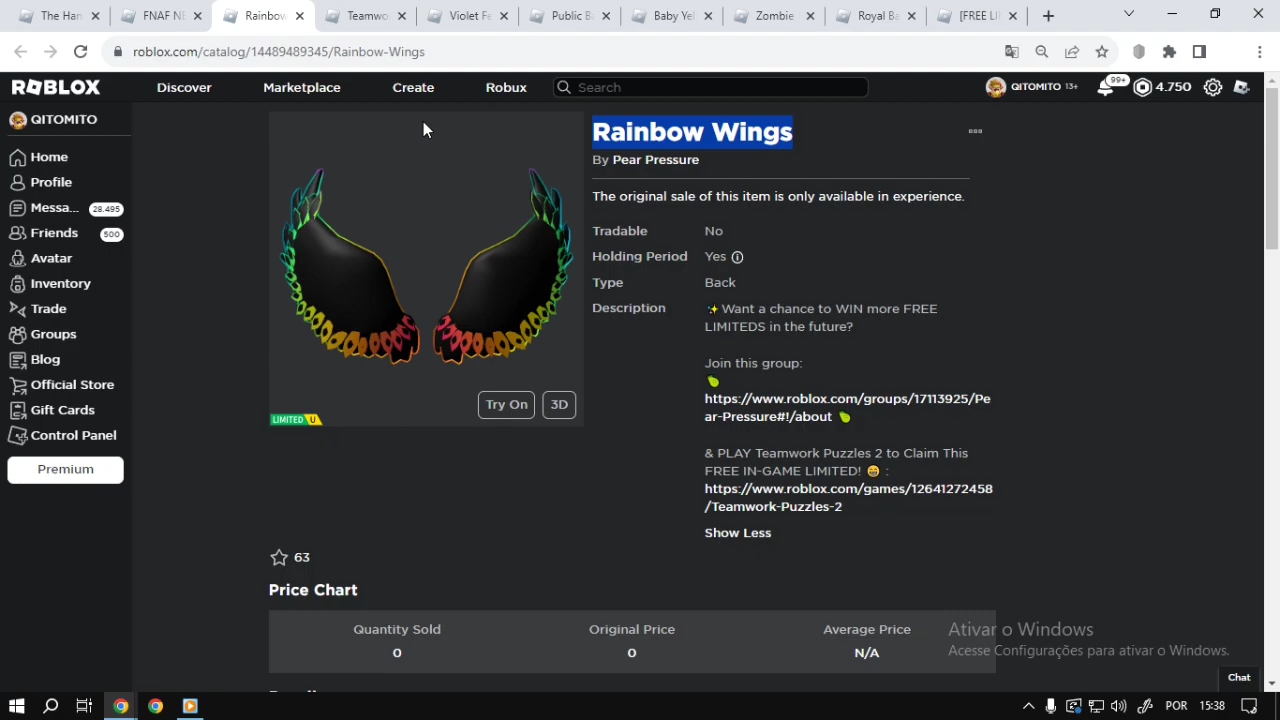 The Han
FNAF NE
Rainbow
Teamwo
Violet Fe
Public Ba
Baby Yel
Zombie
Royal Ba
[FREE LI
roblox.com/catalog/14489489345/Rainbow-Wings
ROBLOX
Discover
Marketplace
Create
Robux
Search
QITOMITO 13+
99+
4.750
QITOMITO
Home
Profile
Messa... 28.495
Friends 500
Avatar
Inventory
Trade
Groups
Blog
Official Store
Gift Cards
Control Panel
Premium
Try On
3D
LIMITED U
Rainbow Wings
By Pear Pressure
The original sale of this item is only available in experience.
Tradable No
Holding Period Yes
Type Back
Description ✨Want a chance to WIN more FREE
LIMITEDS in the future?
Join this group:
🍐
https://www.roblox.com/groups/17113925/Pe
ar-Pressure#!/about 🍐
& PLAY Teamwork Puzzles 2 to Claim This
FREE IN-GAME LIMITED! 😄 :
https://www.roblox.com/games/12641272458
/Teamwork-Puzzles-2
Show Less
63
Price Chart
Quantity Sold Original Price Average Price
0 0 N/A
Ativar o Windows
Acesse Configurações para ativar o Windows.
Chat
POR 15:38